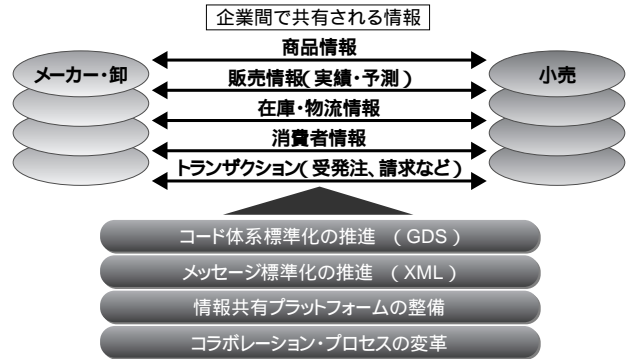 企業間で共有される情報
商品情報
メーカー・卸
販売情報（実績・予測）
小売
在庫・物流情報
消費者情報
トランザクション（受発注、請求など）
コード体系標準化の推進 （GDS）
メッセージ標準化の推進 （XML）
情報共有プラットフォームの整備
コラボレーション・プロセスの変革